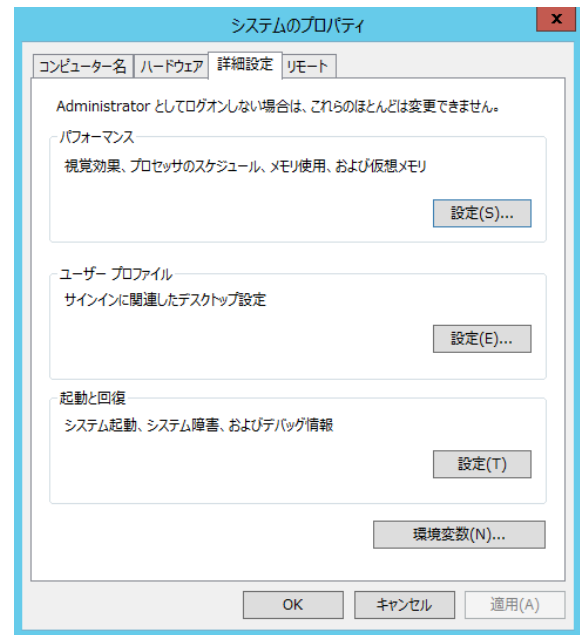 システムのプロパティ
x
コンピューター名 ハードウェア 詳細設定 リモート
Administrator としてログオンしない場合は、これらのほとんどは変更できません。
パフォーマンス
視覚効果、プロセッサのスケジュール、メモリ使用、および仮想メモリ
設定(S)...
ユーザー プロファイル
サインインに関連したデスクトップ設定
設定(E)...
起動と回復
システム起動、システム障害、およびデバッグ情報
設定(T)
環境変数(N)...
OK キャンセル 適用(A)